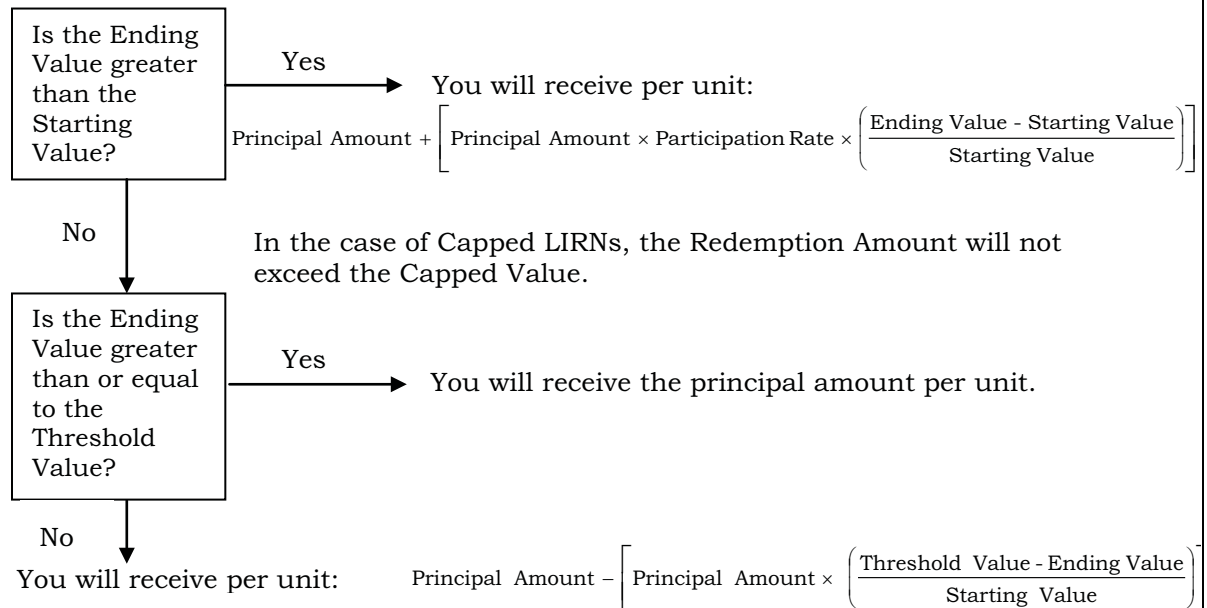 Is the Ending
Value greater
than the
Starting
Value?
Yes
You will receive per unit:
Principal Amount + [ Principal Amount × Participation Rate × ( Ending Value - Starting Value / Starting Value ) ]
No
In the case of Capped LIRNs, the Redemption Amount will not
exceed the Capped Value.
Is the Ending
Value greater
than or equal
to the
Threshold
Value?
Yes
You will receive the principal amount per unit.
No
You will receive per unit:
Principal Amount – [ Principal Amount × ( Threshold Value - Ending Value / Starting Value ) ]